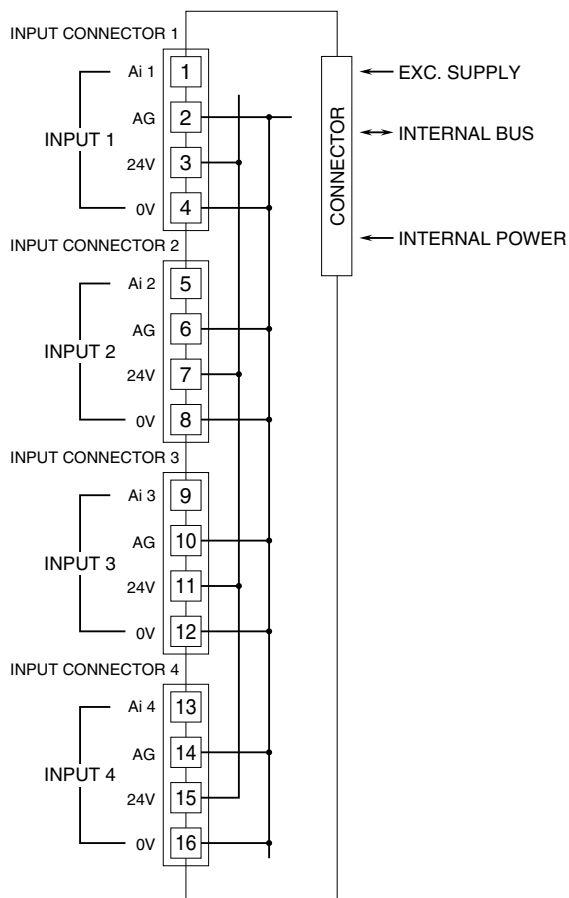 INPUT CONNECTOR 1
Ai 1 1
AG 2
INPUT 1
24V 3
0V 4
INPUT CONNECTOR 2
Ai 2 5
AG 6
INPUT 2
24V 7
0V 8
INPUT CONNECTOR 3
Ai 3 9
AG 10
INPUT 3
24V 11
0V 12
INPUT CONNECTOR 4
Ai 4 13
AG 14
INPUT 4
24V 15
0V 16
CONNECTOR
EXC. SUPPLY
INTERNAL BUS
INTERNAL POWER